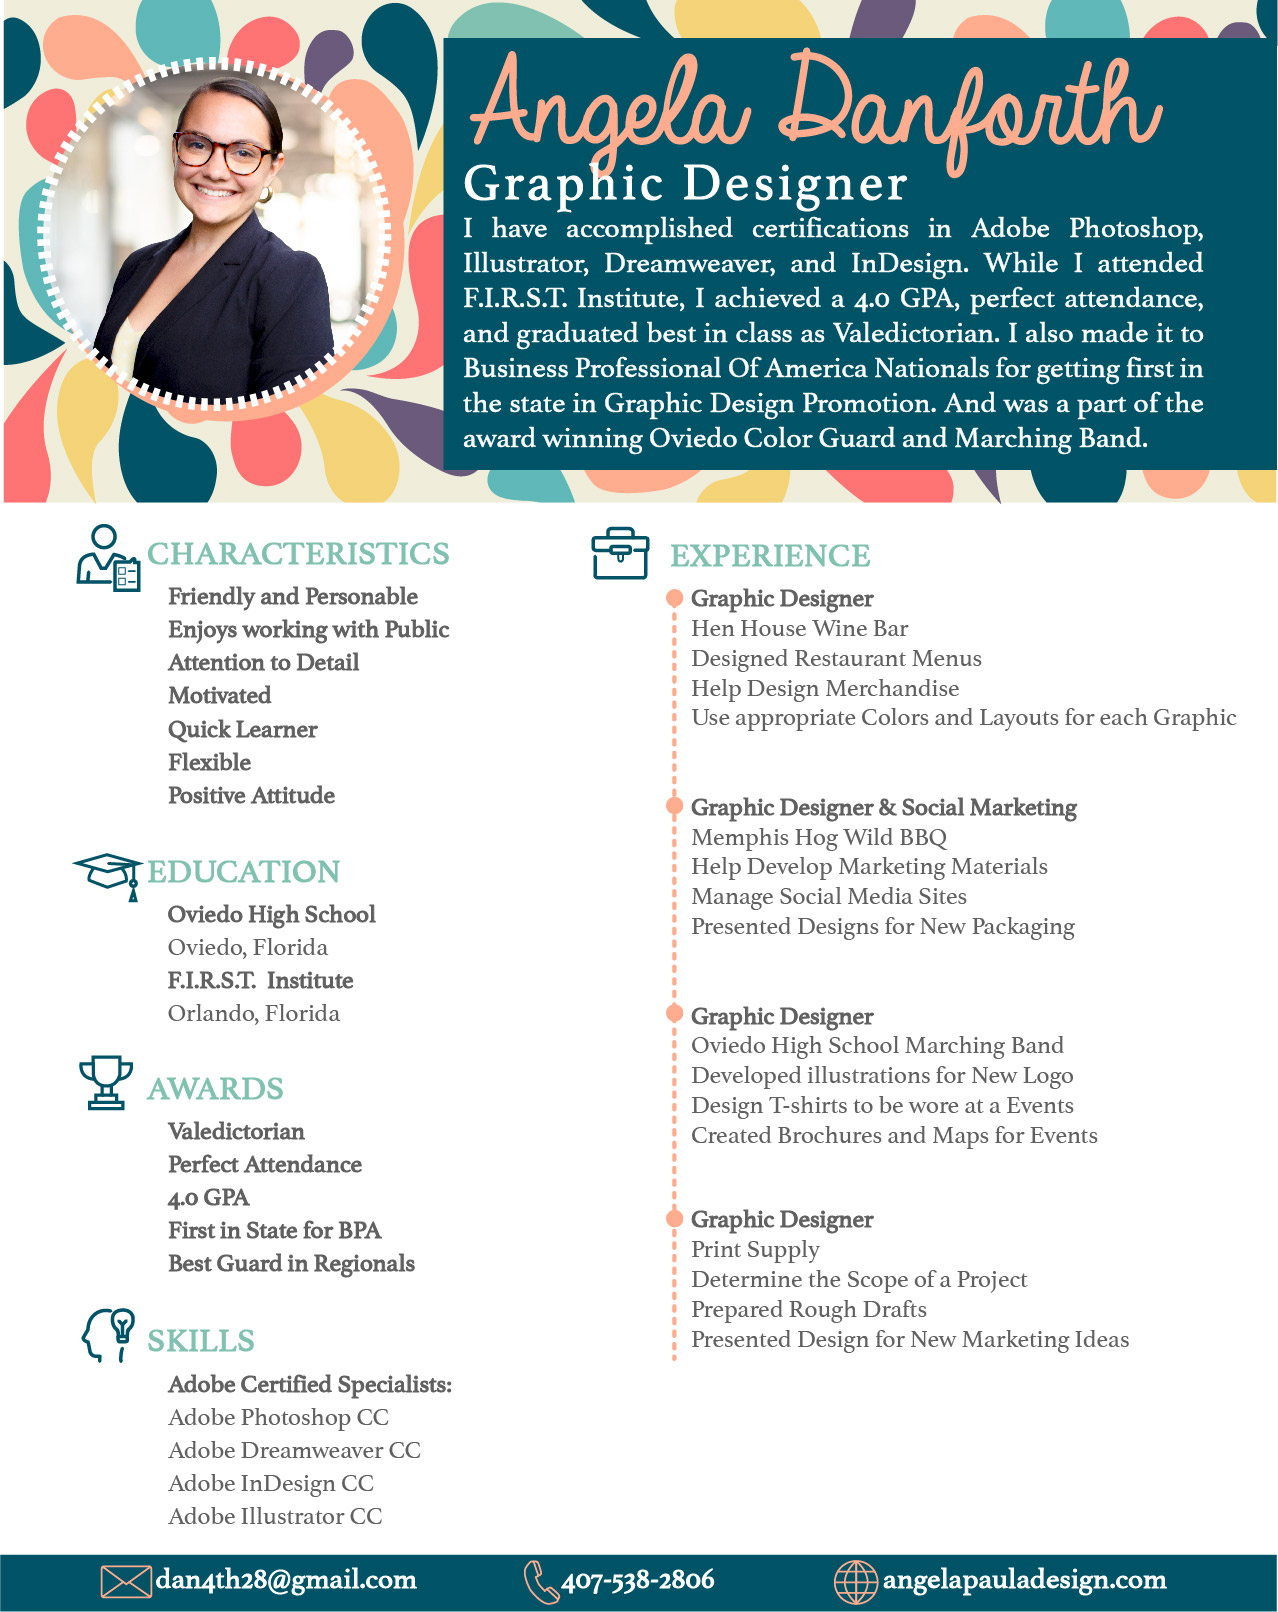 Angela Danforth
Graphic Designer
I have accomplished certifications in Adobe Photoshop,
Illustrator, Dreamweaver, and InDesign. While I attended
F.I.R.S.T. Institute, I achieved a 4.0 GPA, perfect attendance,
and graduated best in class as Valedictorian. I also made it to
Business Professional Of America Nationals for getting first in
the state in Graphic Design Promotion. And was a part of the
award winning Oviedo Color Guard and Marching Band.
CHARACTERISTICS
Friendly and Personable
Enjoys working with Public
Attention to Detail
Motivated
Quick Learner
Flexible
Positive Attitude
EDUCATION
Oviedo High School
Oviedo, Florida
F.I.R.S.T. Institute
Orlando, Florida
AWARDS
Valedictorian
Perfect Attendance
4.0 GPA
First in State for BPA
Best Guard in Regionals
SKILLS
Adobe Certified Specialists:
Adobe Photoshop CC
Adobe Dreamweaver CC
Adobe InDesign CC
Adobe Illustrator CC
EXPERIENCE
Graphic Designer
Hen House Wine Bar
Designed Restaurant Menus
Help Design Merchandise
Use appropriate Colors and Layouts for each Graphic
Graphic Designer & Social Marketing
Memphis Hog Wild BBQ
Help Develop Marketing Materials
Manage Social Media Sites
Presented Designs for New Packaging
Graphic Designer
Oviedo High School Marching Band
Developed illustrations for New Logo
Design T-shirts to be wore at a Events
Created Brochures and Maps for Events
Graphic Designer
Print Supply
Determine the Scope of a Project
Prepared Rough Drafts
Presented Design for New Marketing Ideas
dan4th28@gmail.com
407-538-2806
angelapauladesign.com